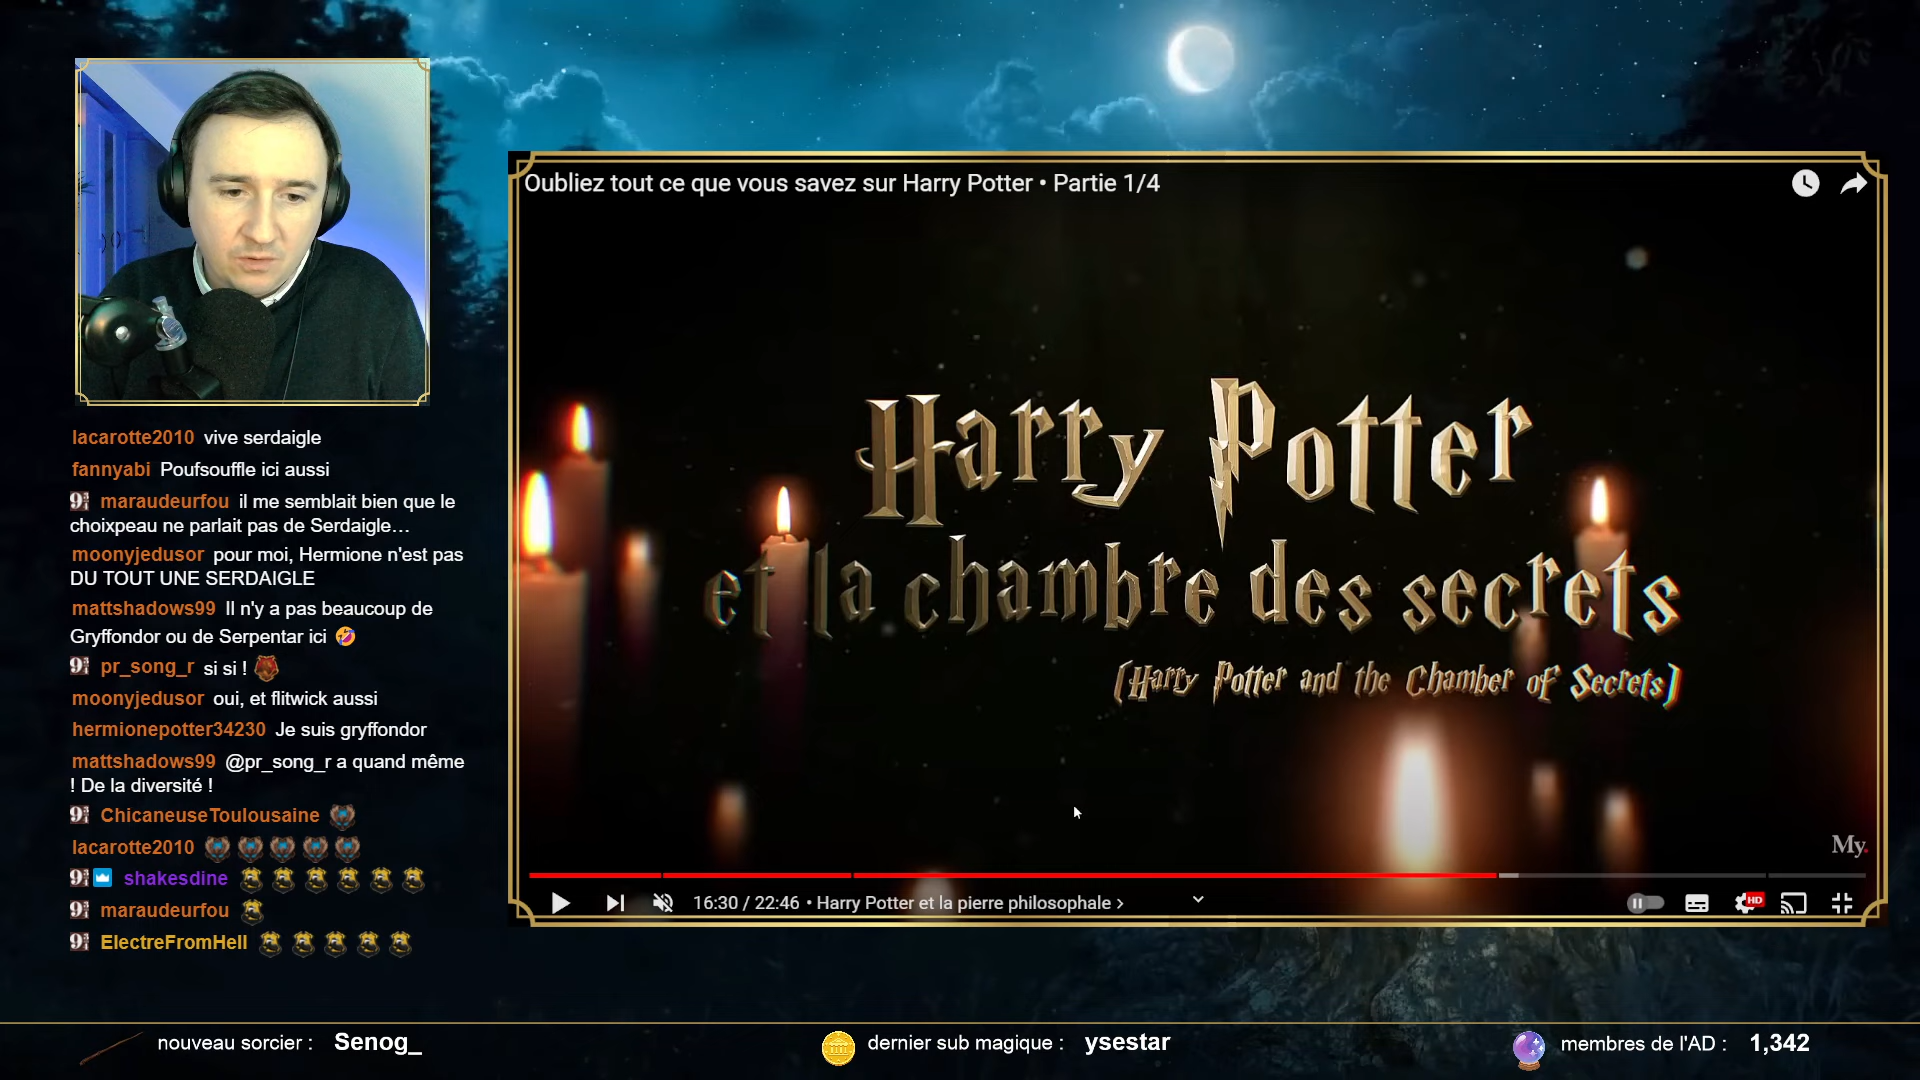 Oubliez tout ce que vous savez sur Harry Potter • Partie 1/4
Harry Potter
et la chambre des secrets
(Harry Potter and the Chamber of Secrets)
My.
16:30 / 22:46 • Harry Potter et la pierre philosophale ›
HD
lacarotte2010 vive serdaigle
fannyabi Poufsouffle ici aussi
maraudeurfou il me semblait bien que le
choixpeau ne parlait pas de Serdaigle…
moonyjedusor pour moi, Hermione n'est pas
DU TOUT UNE SERDAIGLE
mattshadows99 Il n'y a pas beaucoup de
Gryffondor ou de Serpentar ici 🤣
pr_song_r si si !
moonyjedusor oui, et flitwick aussi
hermionepotter34230 Je suis gryffondor
mattshadows99 @pr_song_r a quand même
! De la diversité !
ChicaneuseToulousaine
lacarotte2010
shakesdine
maraudeurfou
ElectreFromHell
nouveau sorcier : Senog_
dernier sub magique : ysestar
membres de l'AD : 1,342